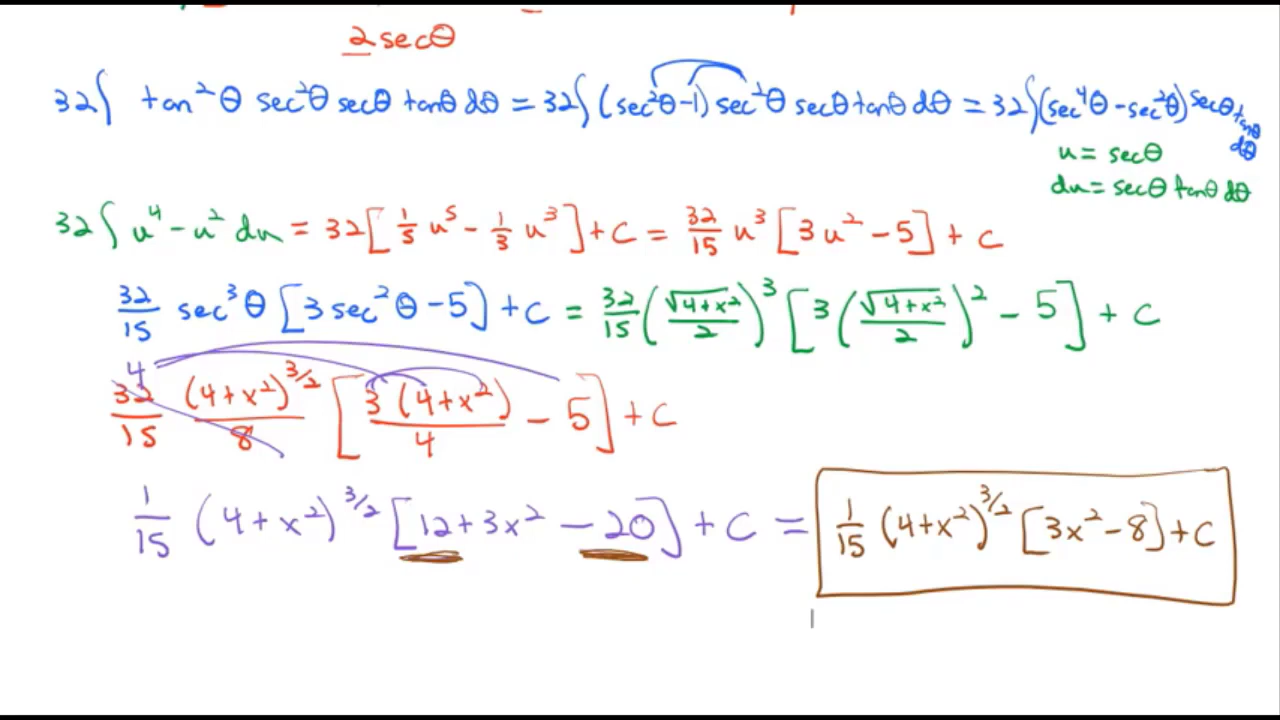 2secθ
32∫ tan²θ sec²θ secθ tanθ dθ = 32∫(sec²θ-1) sec²θ secθ tanθ dθ = 32∫(sec⁴θ - sec²θ) secθ tanθ dθ
u = secθ
du = secθ tanθ dθ
32∫ u⁴ - u² du = 32[1/5 u⁵ - 1/3 u³] + C = 32/15 u³ [3u² - 5] + C
32/15 sec³θ [3sec²θ - 5] + C = 32/15 (√(4+x²)/2)³ [3(√(4+x²)/2)² - 5] + C
4
32/15 (4+x²)^(3/2)/8 [3(4+x²)/4 - 5] + C
1/15 (4+x²)^(3/2) [12+3x² - 20] + C = 1/15 (4+x²)^(3/2) [3x² - 8] + C